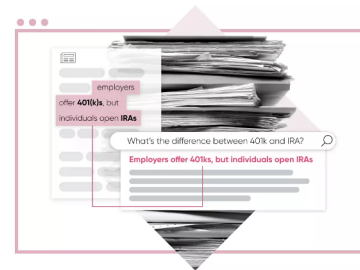 employers
offer 401(k)s, but
individuals open IRAs
What's the difference between 401k and IRA?
Employers offer 401ks, but individuals open IRAs